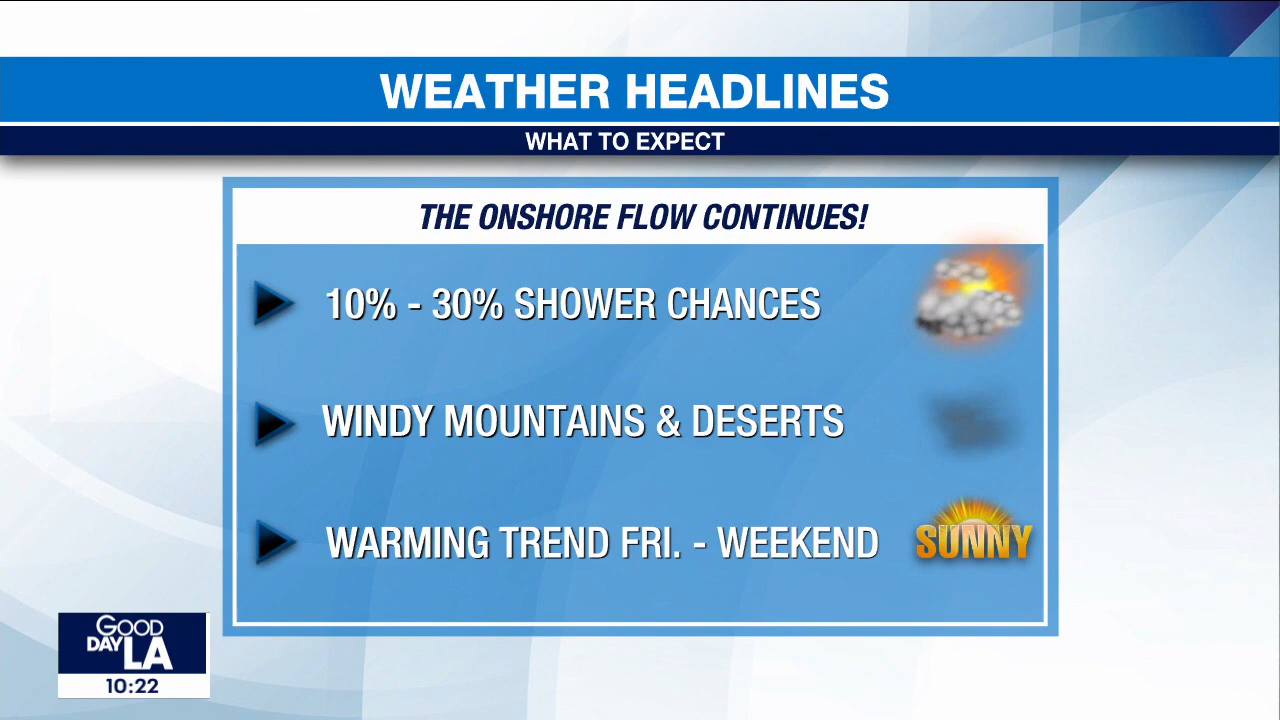 WEATHER HEADLINES
WHAT TO EXPECT
THE ONSHORE FLOW CONTINUES!
10% - 30% SHOWER CHANCES
WINDY MOUNTAINS & DESERTS
WARMING TREND FRI. - WEEKEND
SUNNY
GOOD
DAY LA
10:22